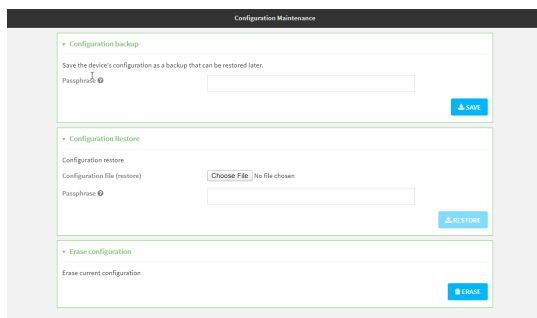 Configuration Maintenance
Configuration backup
Save the device's configuration as a backup that can be restored later.
Passphrase
SAVE
Configuration Restore
Configuration restore
Configuration file (restore) Choose File No file chosen
Passphrase
RESTORE
Erase configuration
Erase current configuration
ERASE